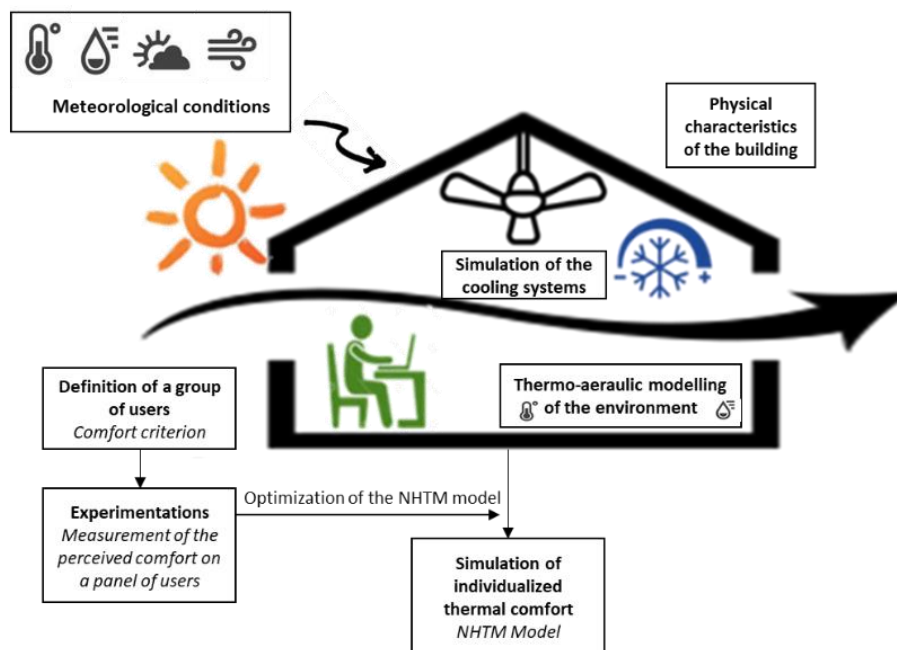 Meteorological conditions
Physical
characteristics
of the building
Simulation of the
cooling systems
- +
Definition of a group
of users
Comfort criterion
Thermo-aeraulic modelling
of the environment
Experimentations
Measurement of the
perceived comfort on
a panel of users
Optimization of the NHTM model
Simulation of
individualized
thermal comfort
NHTM Model